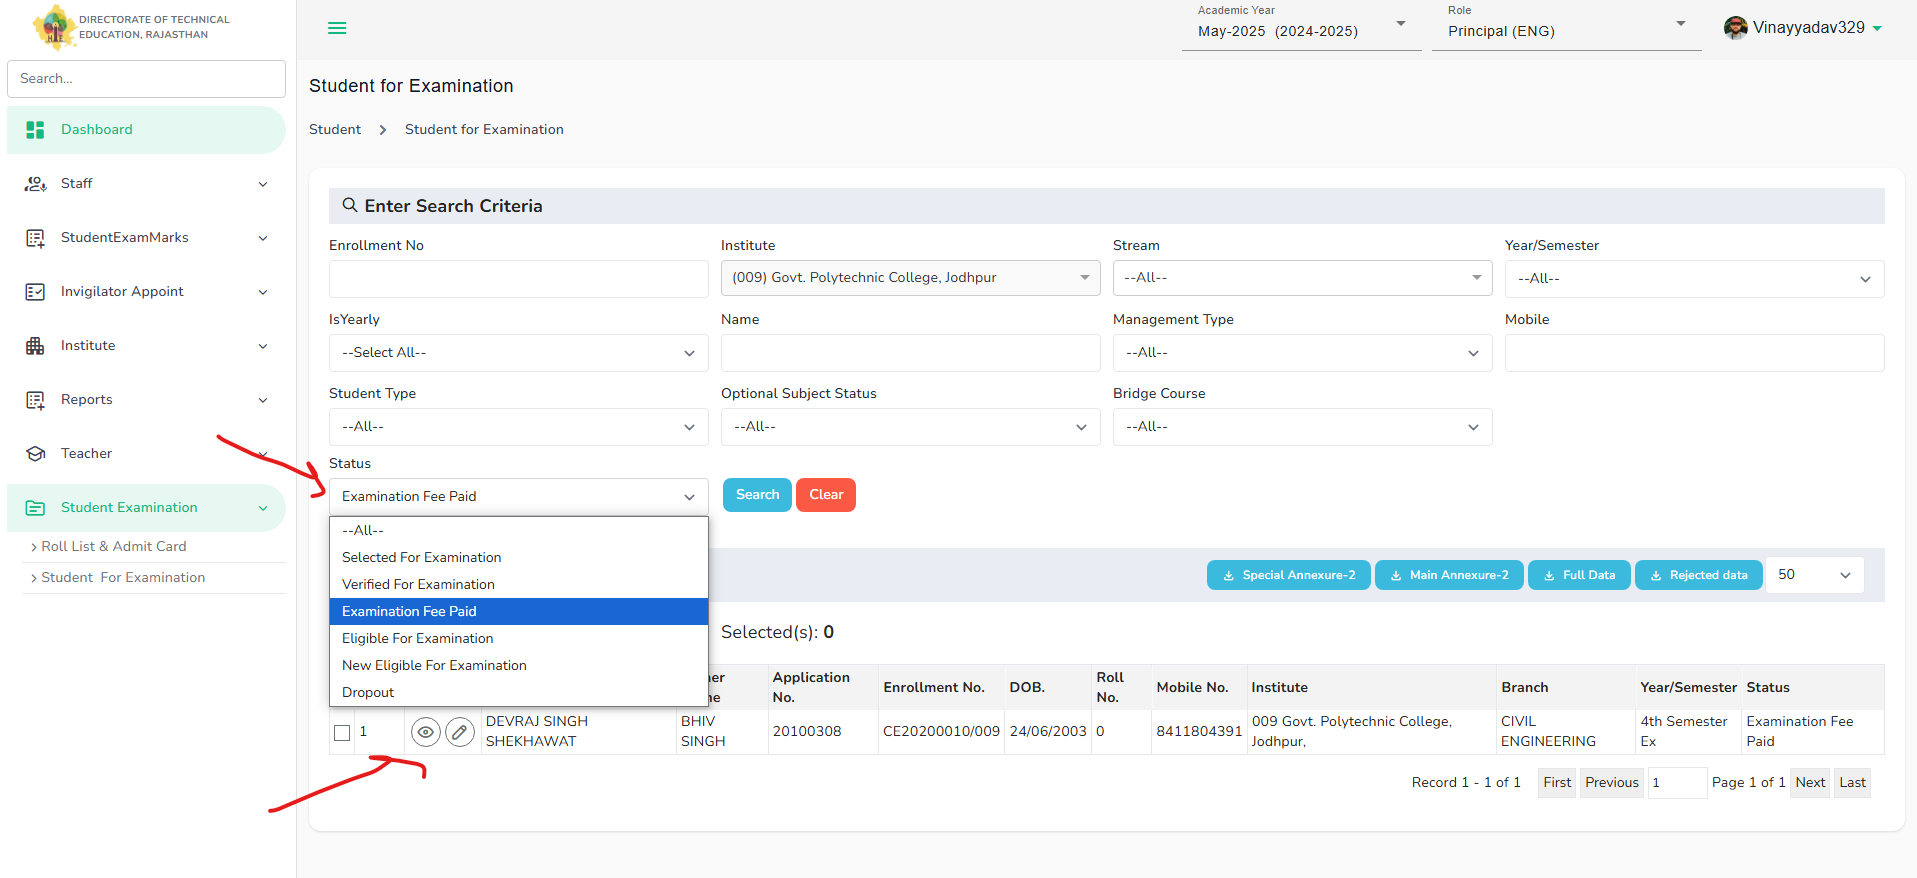 DIRECTORATE OF TECHNICAL
EDUCATION, RAJASTHAN
Search...
Dashboard
Staff
StudentExamMarks
Invigilator Appoint
Institute
Reports
Teacher
Student Examination
Roll List & Admit Card
Student For Examination
Academic Year
May-2025 (2024-2025)
Role
Principal (ENG)
Vinayyadav329
Student for Examination
Student > Student for Examination
Enter Search Criteria
Enrollment No Institute Stream Year/Semester
(009) Govt. Polytechnic College, Jodhpur --All-- --All--
IsYearly Name Management Type Mobile
--Select All-- --All--
Student Type Optional Subject Status Bridge Course
--All-- --All-- --All--
Status
Examination Fee Paid Search Clear
--All--
Selected For Examination
Verified For Examination
Examination Fee Paid
Eligible For Examination
New Eligible For Examination
Dropout
Special Annexure-2 Main Annexure-2 Full Data Rejected data 50
Selected(s): 0
Application No. Enrollment No. DOB. Roll No. Mobile No. Institute Branch Year/Semester Status
1 DEVRAJ SINGH SHEKHAWAT BHIV SINGH 20100308 CE20200010/009 24/06/2003 0 8411804391 009 Govt. Polytechnic College, Jodhpur, CIVIL ENGINEERING 4th Semester Ex Examination Fee Paid
Record 1 - 1 of 1 First Previous 1 Page 1 of 1 Next Last